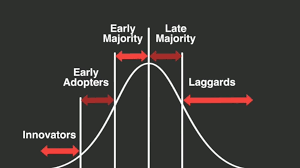 Early
Majority
Late
Majority
Early
Adopters
Laggards
Innovators